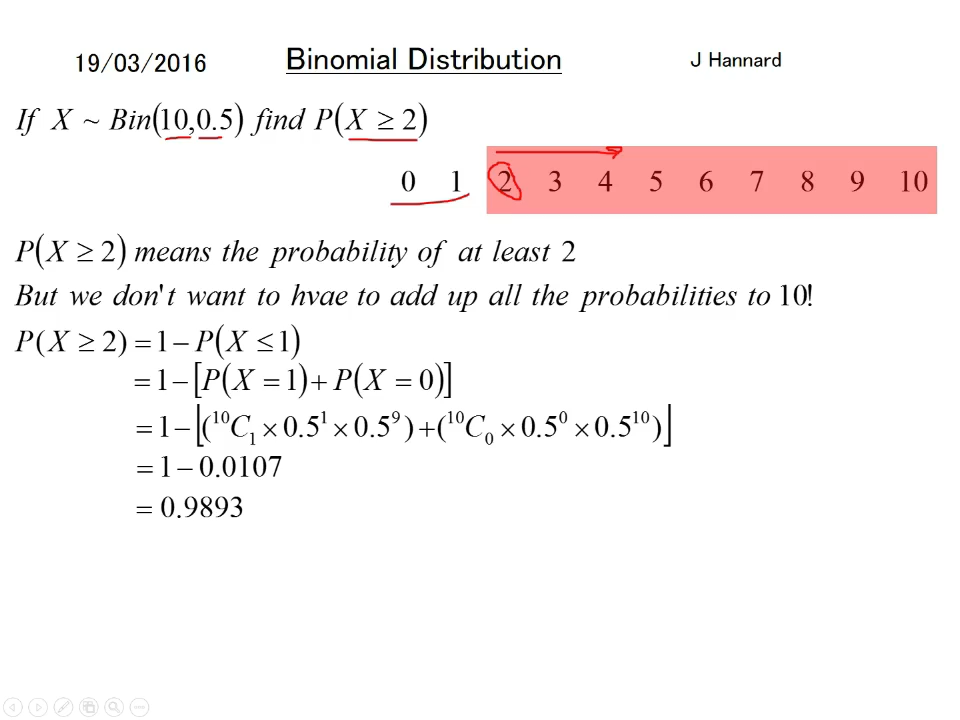 19/03/2016 Binomial Distribution J Hannard
If X ~ Bin(10,0.5) find P(X ≥ 2)
0 1 2 3 4 5 6 7 8 9 10
P(X ≥ 2) means the probability of at least 2
But we don't want to hvae to add up all the probabilities to 10!
P(X ≥ 2) = 1 − P(X ≤ 1)
= 1 − [P(X = 1) + P(X = 0)]
= 1 − [(¹⁰C₁ × 0.5¹ × 0.5⁹) + (¹⁰C₀ × 0.5⁰ × 0.5¹⁰)]
= 1 − 0.0107
= 0.9893